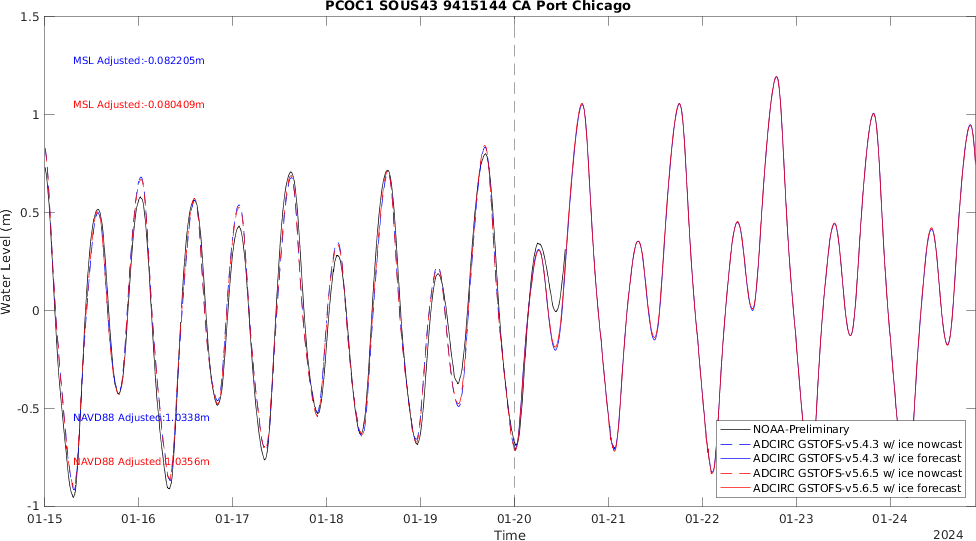 PCOC1 SOUS43 9415144 CA Port Chicago
1.5
1
0.5
0
-0.5
-1
Water Level (m)
MSL Adjusted:-0.082205m
MSL Adjusted:-0.080409m
NAVD88 Adjusted:1.0338m
NAVD88 Adjusted:1.0356m
NOAA-Preliminary
ADCIRC GSTOFS-v5.4.3 w/ ice nowcast
ADCIRC GSTOFS-v5.4.3 w/ ice forecast
ADCIRC GSTOFS-v5.6.5 w/ ice nowcast
ADCIRC GSTOFS-v5.6.5 w/ ice forecast
01-15 01-16 01-17 01-18 01-19 01-20 01-21 01-22 01-23 01-24
Time
2024